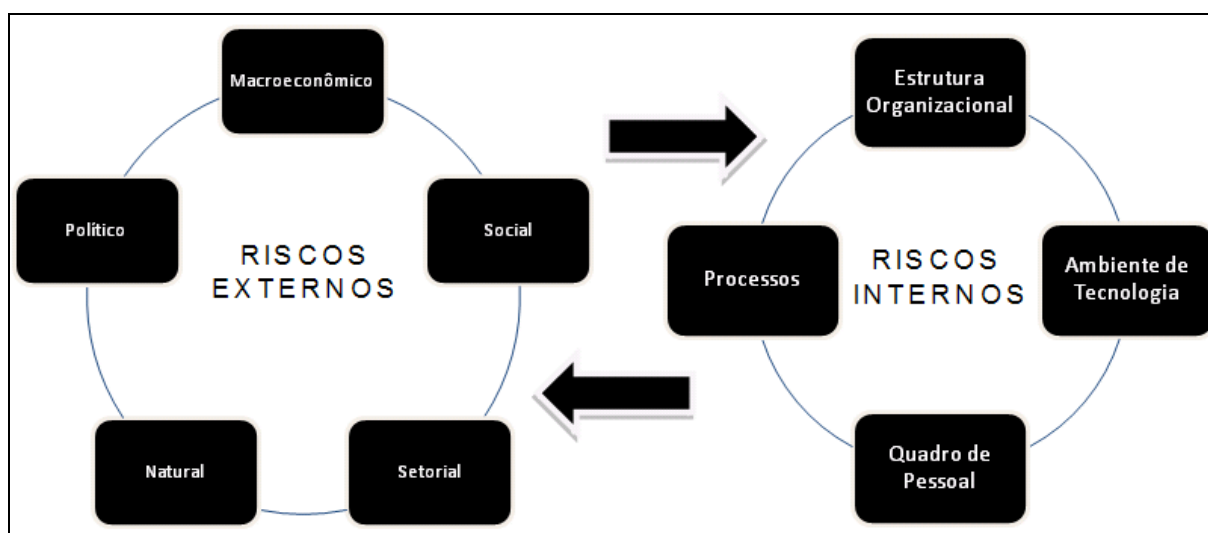 Macroeconômico
Político
Social
RISCOS
EXTERNOS
Natural
Setorial
Estrutura
Organizacional
Processos
RISCOS
INTERNOS
Ambiente de
Tecnologia
Quadro de
Pessoal